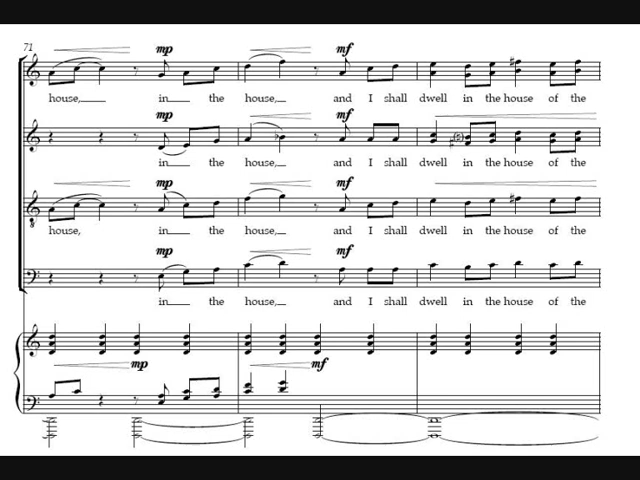 71
mp mf
house, in the house, and I shall dwell in the house of the
mp mf
in the house, and I shall dwell in the house of the
mp mf
house, in the house, and I shall dwell in the house of the
8
mp mf
in the house, and I shall dwell in the house of the
mp mf